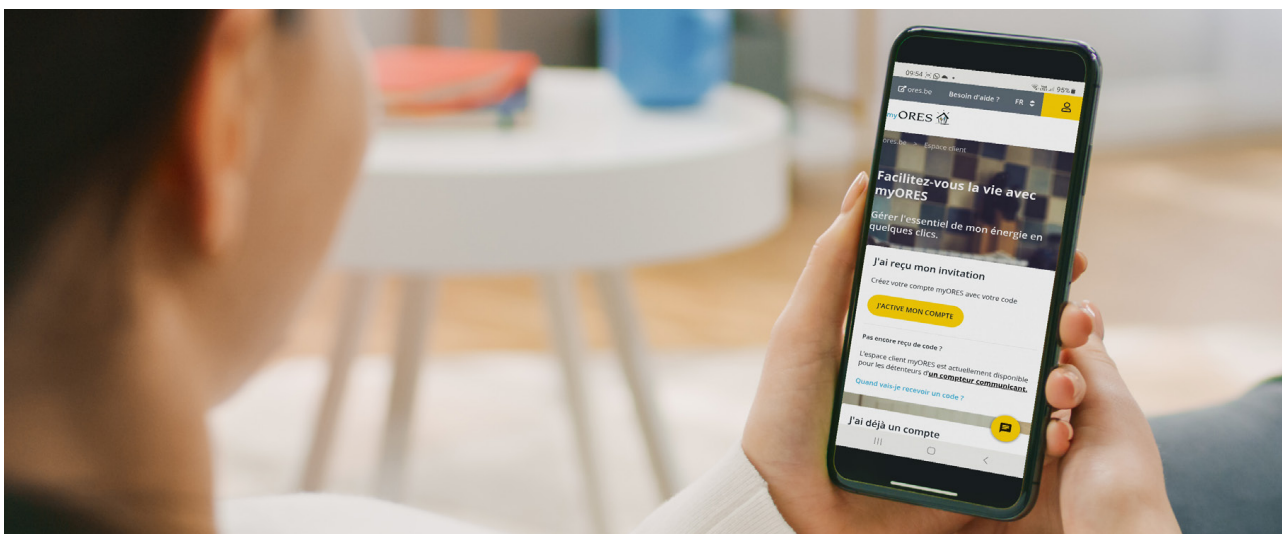 09:54
95%
ores.be Besoin d'aide ? FR
myORES
ores.be > Espace client
Facilitez-vous la vie avec
myORES
Gérer l'essentiel de mon énergie en
quelques clics.
J'ai reçu mon invitation
Créez votre compte myORES avec votre code
J'ACTIVE MON COMPTE
Pas encore reçu de code ?
L'espace client myORES est actuellement disponible
pour les détenteurs d'un compteur communicant.
Quand vais-je recevoir un code ?
J'ai déjà un compte